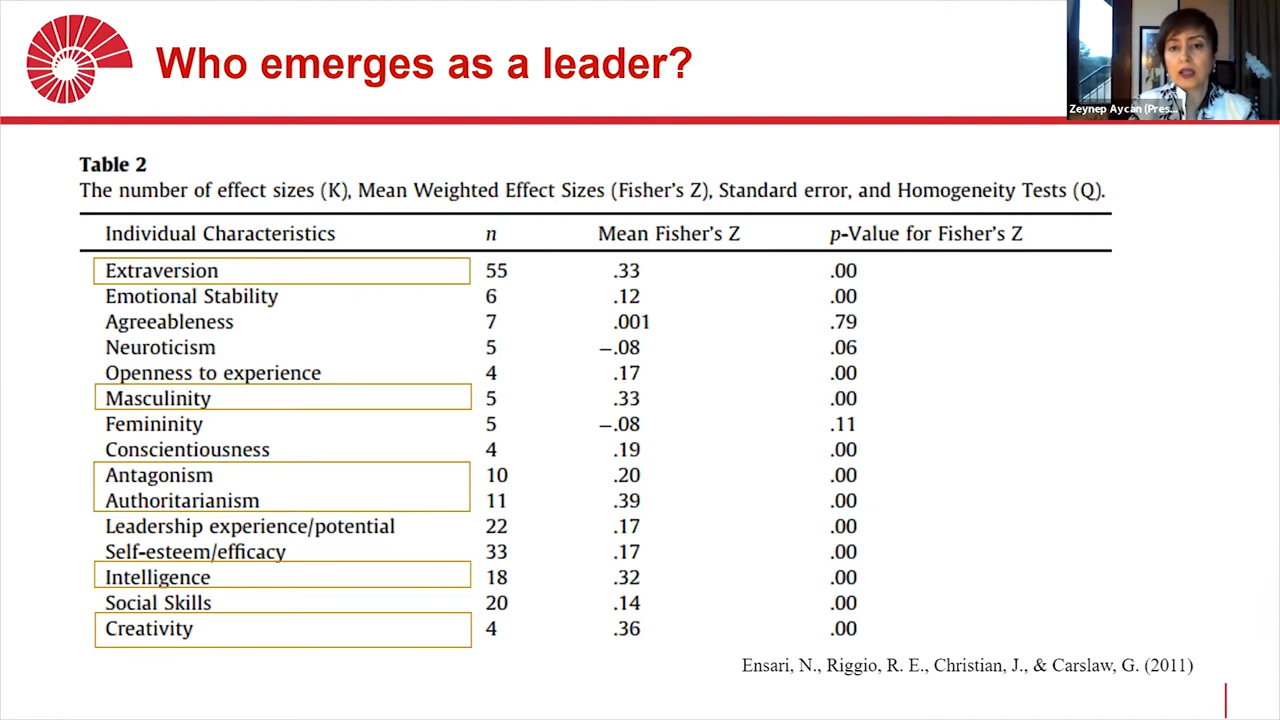 Who emerges as a leader?
Zeynep Aycan (Pres...
Table 2
The number of effect sizes (K), Mean Weighted Effect Sizes (Fisher's Z), Standard error, and Homogeneity Tests (Q).
Individual Characteristics n Mean Fisher's Z p-Value for Fisher's Z
Extraversion 55 .33 .00
Emotional Stability 6 .12 .00
Agreeableness 7 .001 .79
Neuroticism 5 −.08 .06
Openness to experience 4 .17 .00
Masculinity 5 .33 .00
Femininity 5 −.08 .11
Conscientiousness 4 .19 .00
Antagonism 10 .20 .00
Authoritarianism 11 .39 .00
Leadership experience/potential 22 .17 .00
Self-esteem/efficacy 33 .17 .00
Intelligence 18 .32 .00
Social Skills 20 .14 .00
Creativity 4 .36 .00
Ensari, N., Riggio, R. E., Christian, J., & Carslaw, G. (2011)